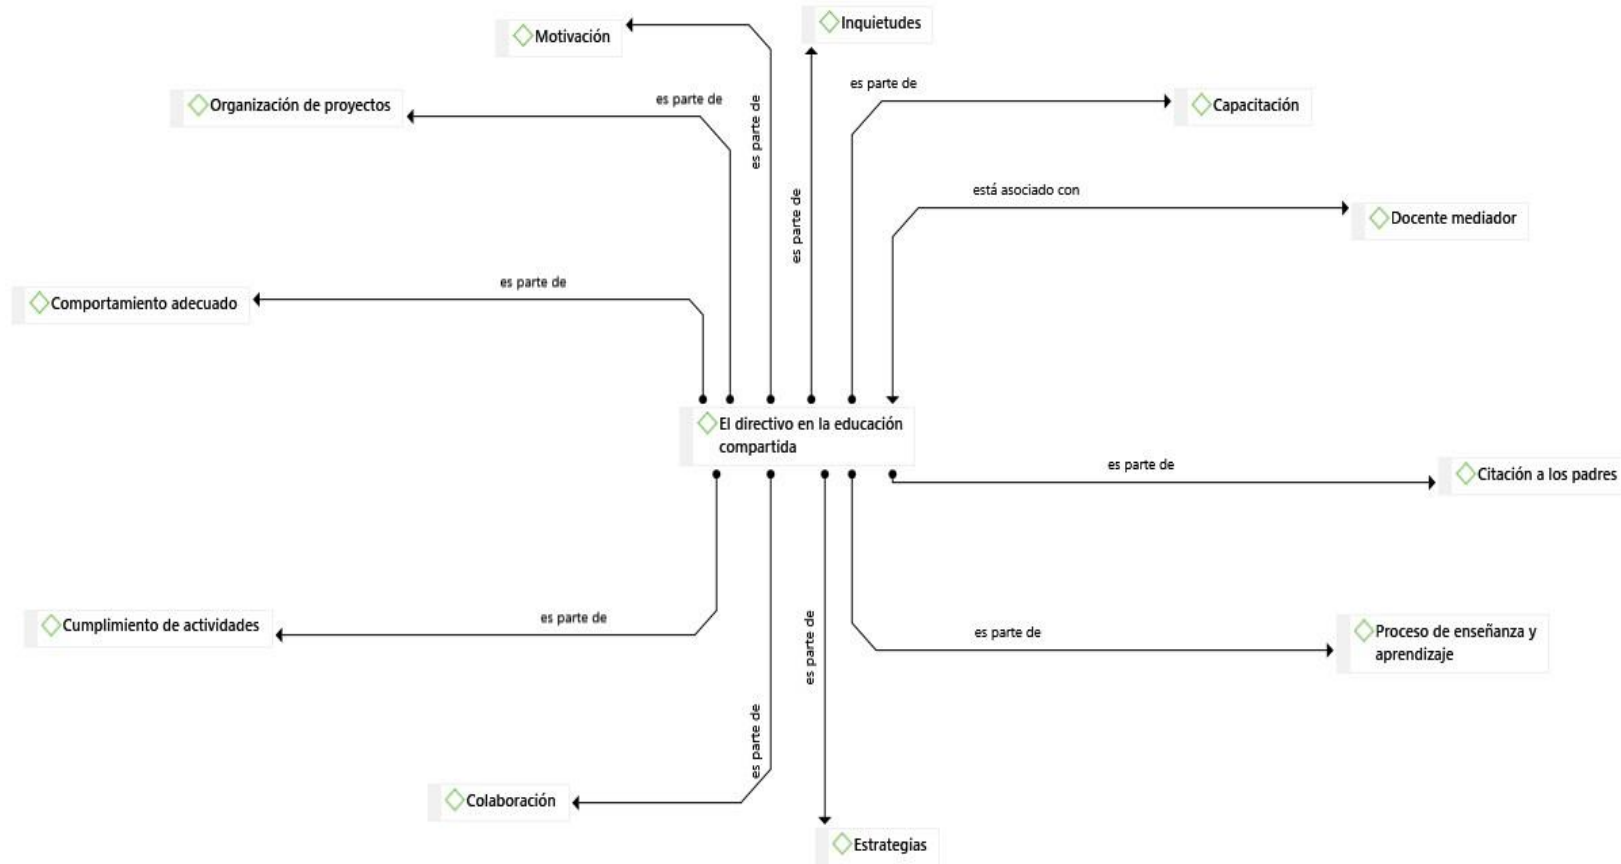 Inquietudes
Motivación
es parte de
Capacitación
Organización de proyectos
es parte de
es parte de
es parte de
está asociado con
Docente mediador
es parte de
Comportamiento adecuado
El directivo en la educación
compartida
es parte de
Citación a los padres
Cumplimiento de actividades
es parte de
es parte de
es parte de
Proceso de enseñanza y
aprendizaje
es parte de
Colaboración
Estrategias